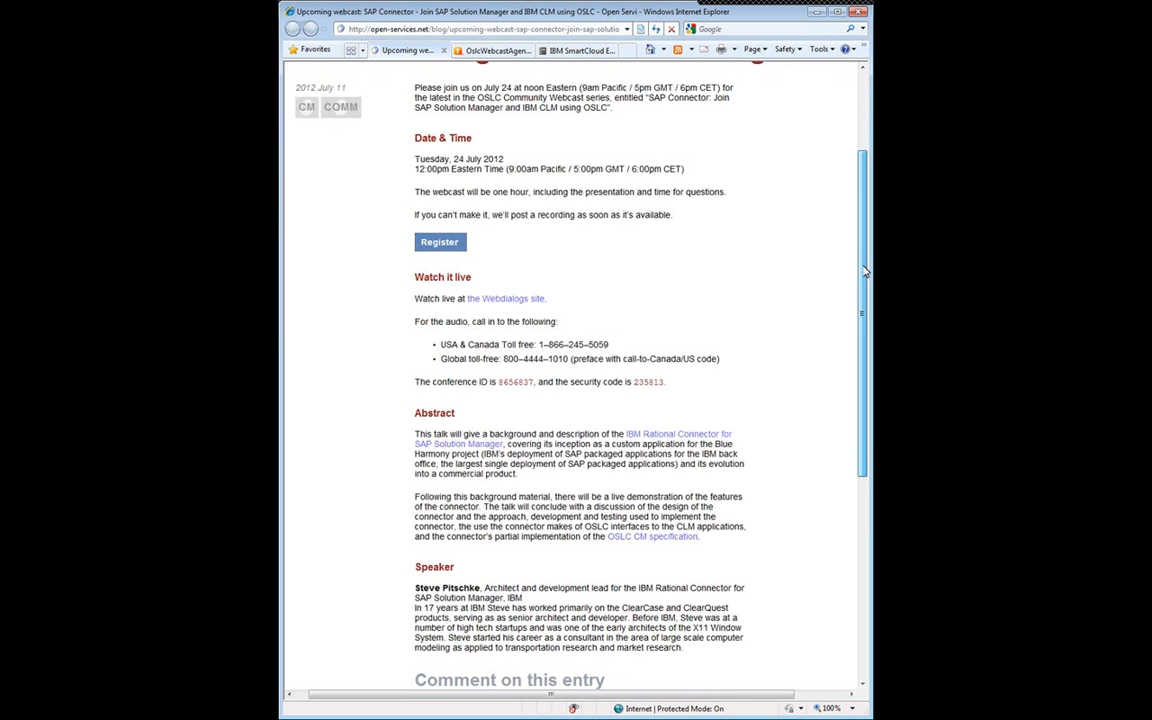 Upcoming webcast: SAP Connector - Join SAP Solution Manager and IBM CLM using OSLC - Open Servi - Windows Internet Explorer
http://open-services.net/blog/upcoming-webcast-sap-connector-join-sap-solutio
Google
Favorites
Upcoming we...
OslcWebcastAgen...
IBM SmartCloud E...
Page
Safety
Tools
2012 July 11
CM COMM
Please join us on July 24 at noon Eastern (9am Pacific / 5pm GMT / 6pm CET) for
the latest in the OSLC Community Webcast series, entitled “SAP Connector: Join
SAP Solution Manager and IBM CLM using OSLC”.
Date & Time
Tuesday, 24 July 2012
12:00pm Eastern Time (9:00am Pacific / 5:00pm GMT / 6:00pm CET)
The webcast will be one hour, including the presentation and time for questions.
If you can’t make it, we’ll post a recording as soon as it’s available.
Register
Watch it live
Watch live at the Webdialogs site.
For the audio, call in to the following:
• USA & Canada Toll free: 1–866–245–5059
• Global toll-free: 800–4444–1010 (preface with call-to-Canada/US code)
The conference ID is 8656837, and the security code is 235813.
Abstract
This talk will give a background and description of the IBM Rational Connector for
SAP Solution Manager, covering its inception as a custom application for the Blue
Harmony project (IBM’s deployment of SAP packaged applications for the IBM back
office, the largest single deployment of SAP packaged applications) and its evolution
into a commercial product.
Following this background material, there will be a live demonstration of the features
of the connector. The talk will conclude with a discussion of the design of the
connector and the approach, development and testing used to implement the
connector, the use the connector makes of OSLC interfaces to the CLM applications,
and the connector’s partial implementation of the OSLC CM specification.
Speaker
Steve Pitschke, Architect and development lead for the IBM Rational Connector for
SAP Solution Manager, IBM
In 17 years at IBM Steve has worked primarily on the ClearCase and ClearQuest
products, serving as as senior architect and developer. Before IBM, Steve was at a
number of high tech startups and was one of the early architects of the X11 Window
System. Steve started his career as a consultant in the area of large scale computer
modeling as applied to transportation research and market research.
Comment on this entry
Internet | Protected Mode: On
100%